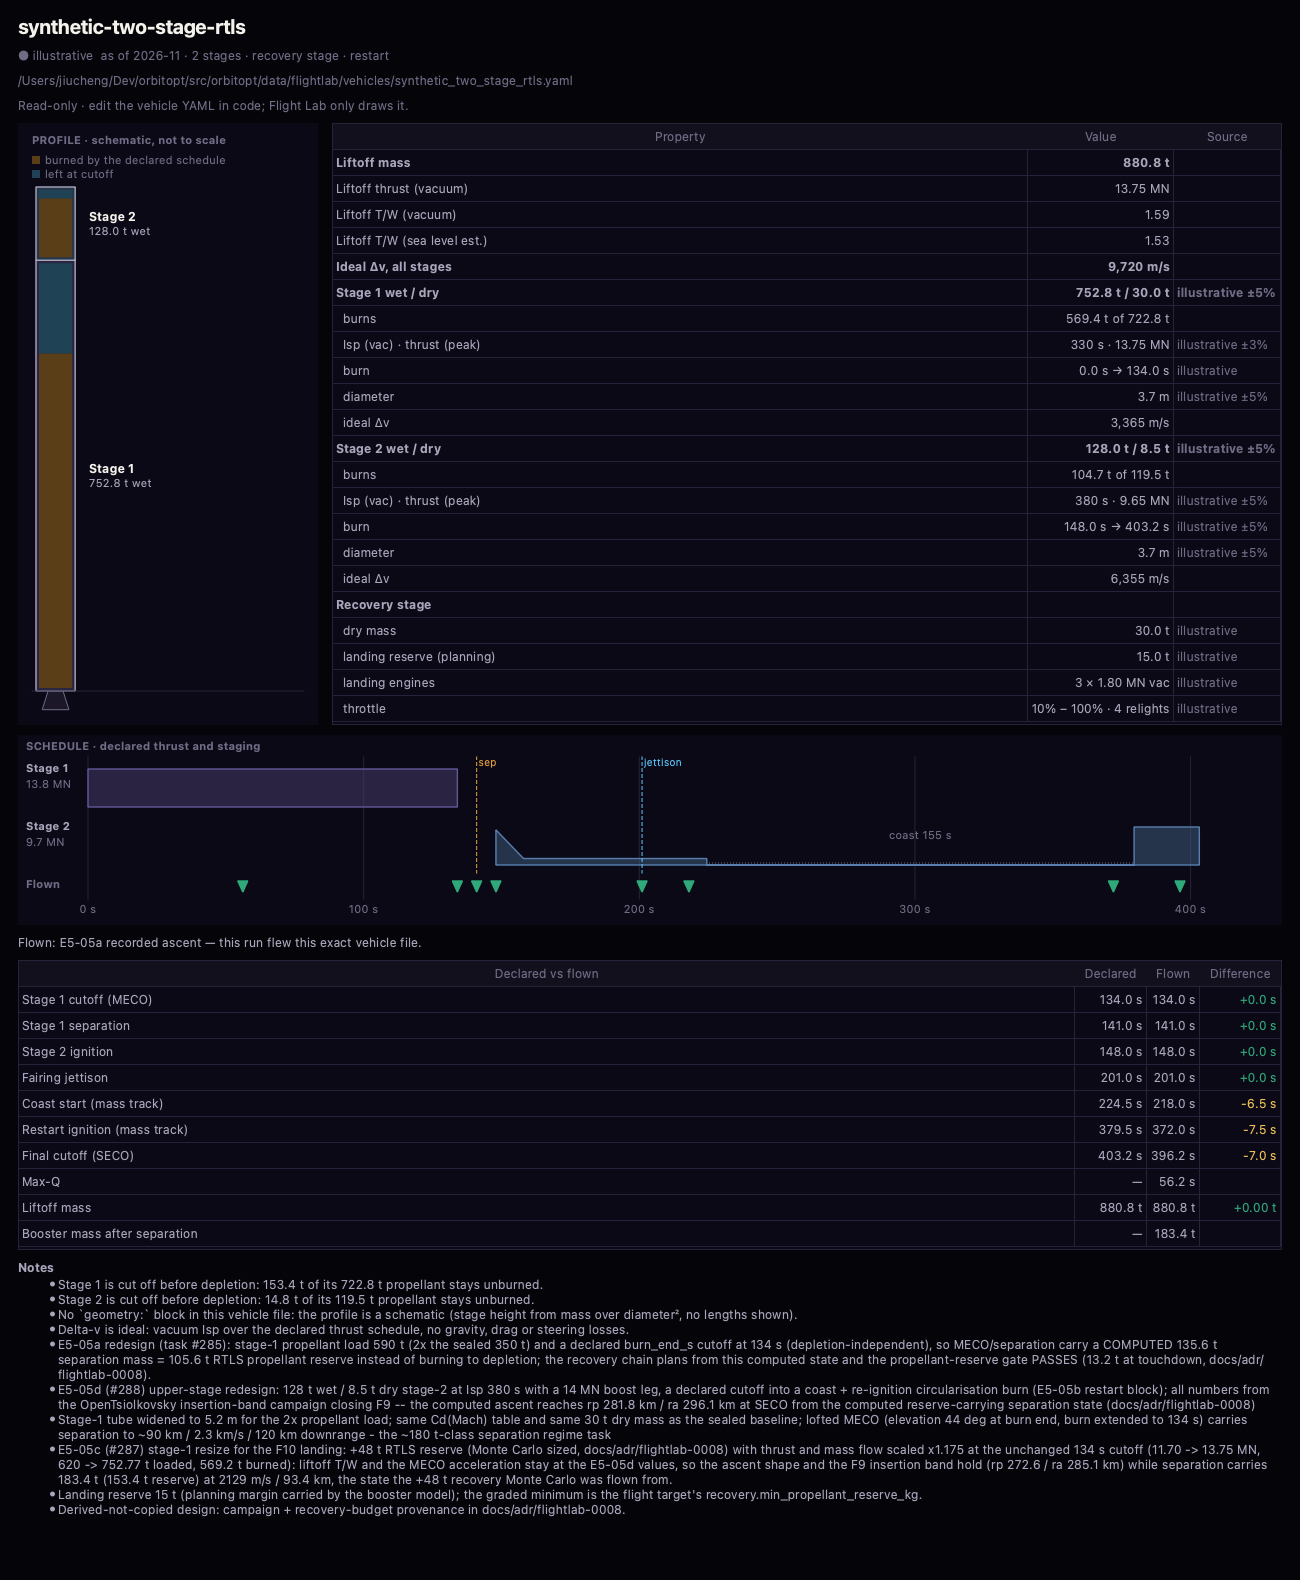 synthetic-two-stage-rtls
illustrative as of 2026-11 · 2 stages · recovery stage · restart
/Users/jiucheng/Dev/orbitopt/src/orbitopt/data/flightlab/vehicles/synthetic_two_stage_rtls.yaml
Read-only · edit the vehicle YAML in code; Flight Lab only draws it.
PROFILE · schematic, not to scale
burned by the declared schedule
left at cutoff
Stage 2
128.0 t wet
Stage 1
752.8 t wet
Property Value Source
Liftoff mass 880.8 t
Liftoff thrust (vacuum) 13.75 MN
Liftoff T/W (vacuum) 1.59
Liftoff T/W (sea level est.) 1.53
Ideal Δv, all stages 9,720 m/s
Stage 1 wet / dry 752.8 t / 30.0 t illustrative ±5%
burns 569.4 t of 722.8 t
Isp (vac) · thrust (peak) 330 s · 13.75 MN illustrative ±3%
burn 0.0 s → 134.0 s illustrative
diameter 3.7 m illustrative ±5%
ideal Δv 3,365 m/s
Stage 2 wet / dry 128.0 t / 8.5 t illustrative ±5%
burns 104.7 t of 119.5 t
Isp (vac) · thrust (peak) 380 s · 9.65 MN illustrative ±5%
burn 148.0 s → 403.2 s illustrative ±5%
diameter 3.7 m illustrative ±5%
ideal Δv 6,355 m/s
Recovery stage
dry mass 30.0 t illustrative
landing reserve (planning) 15.0 t illustrative
landing engines 3 × 1.80 MN vac illustrative
throttle 10% – 100% · 4 relights illustrative
SCHEDULE · declared thrust and staging
Stage 1
13.8 MN
sep
jettison
Stage 2
9.7 MN
coast 155 s
Flown
0 s 100 s 200 s 300 s 400 s
Flown: E5-05a recorded ascent — this run flew this exact vehicle file.
Declared vs flown Declared Flown Difference
Stage 1 cutoff (MECO) 134.0 s 134.0 s +0.0 s
Stage 1 separation 141.0 s 141.0 s +0.0 s
Stage 2 ignition 148.0 s 148.0 s +0.0 s
Fairing jettison 201.0 s 201.0 s +0.0 s
Coast start (mass track) 224.5 s 218.0 s -6.5 s
Restart ignition (mass track) 379.5 s 372.0 s -7.5 s
Final cutoff (SECO) 403.2 s 396.2 s -7.0 s
Max-Q — 56.2 s
Liftoff mass 880.8 t 880.8 t +0.00 t
Booster mass after separation — 183.4 t
Notes
• Stage 1 is cut off before depletion: 153.4 t of its 722.8 t propellant stays unburned.
• Stage 2 is cut off before depletion: 14.8 t of its 119.5 t propellant stays unburned.
• No `geometry:` block in this vehicle file: the profile is a schematic (stage height from mass over diameter², no lengths shown).
• Delta-v is ideal: vacuum Isp over the declared thrust schedule, no gravity, drag or steering losses.
• E5-05a redesign (task #285): stage-1 propellant load 590 t (2x the sealed 350 t) and a declared burn_end_s cutoff at 134 s (depletion-independent), so MECO/separation carry a COMPUTED 135.6 t
separation mass = 105.6 t RTLS propellant reserve instead of burning to depletion; the recovery chain plans from this computed state and the propellant-reserve gate PASSES (13.2 t at touchdown, docs/adr/
flightlab-0008).
• E5-05d (#288) upper-stage redesign: 128 t wet / 8.5 t dry stage-2 at Isp 380 s with a 14 MN boost leg, a declared cutoff into a coast + re-ignition circularisation burn (E5-05b restart block); all numbers from
the OpenTsiolkovsky insertion-band campaign closing F9 -- the computed ascent reaches rp 281.8 km / ra 296.1 km at SECO from the computed reserve-carrying separation state (docs/adr/flightlab-0008)
• Stage-1 tube widened to 5.2 m for the 2x propellant load; same Cd(Mach) table and same 30 t dry mass as the sealed baseline; lofted MECO (elevation 44 deg at burn end, burn extended to 134 s) carries
separation to ~90 km / 2.3 km/s / 120 km downrange - the ~180 t-class separation regime task
• E5-05c (#287) stage-1 resize for the F10 landing: +48 t RTLS reserve (Monte Carlo sized, docs/adr/flightlab-0008) with thrust and mass flow scaled x1.175 at the unchanged 134 s cutoff (11.70 -> 13.75 MN,
620 -> 752.77 t loaded, 569.2 t burned): liftoff T/W and the MECO acceleration stay at the E5-05d values, so the ascent shape and the F9 insertion band hold (rp 272.6 / ra 285.1 km) while separation carries
183.4 t (153.4 t reserve) at 2129 m/s / 93.4 km, the state the +48 t recovery Monte Carlo was flown from.
• Landing reserve 15 t (planning margin carried by the booster model); the graded minimum is the flight target's recovery.min_propellant_reserve_kg.
• Derived-not-copied design: campaign + recovery-budget provenance in docs/adr/flightlab-0008.